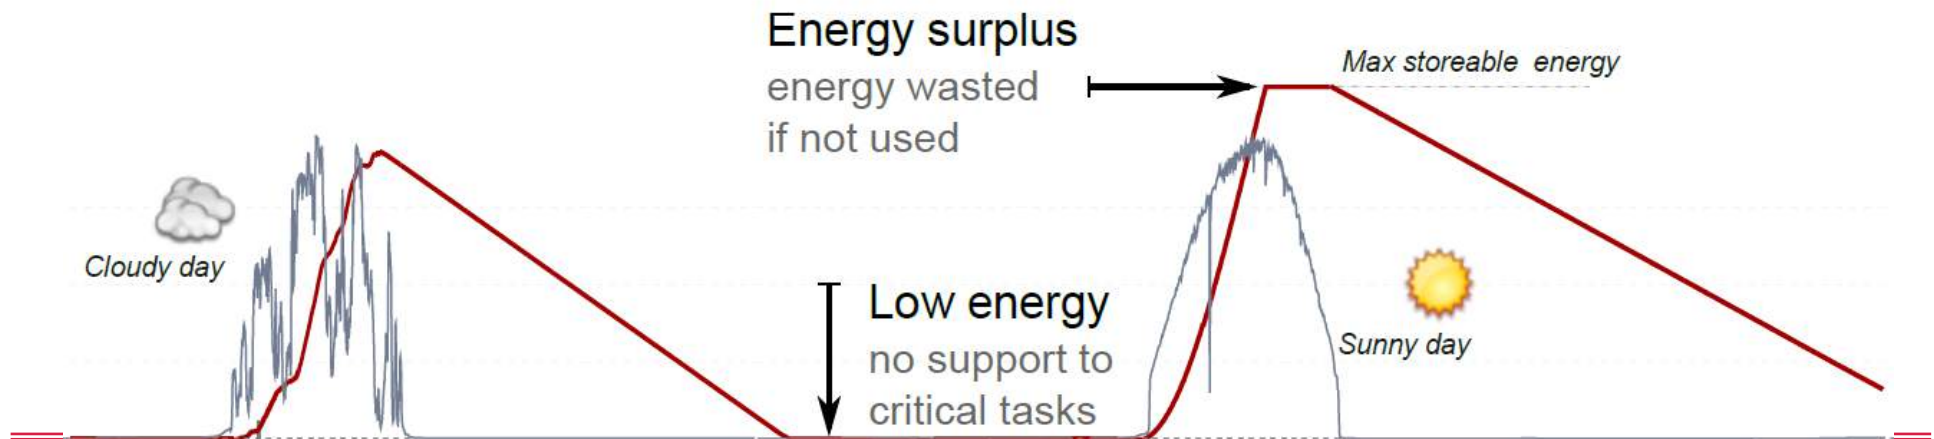 Energy surplus
energy wasted
if not used
Max storeable energy
Cloudy day
Low energy
no support to
critical tasks
Sunny day